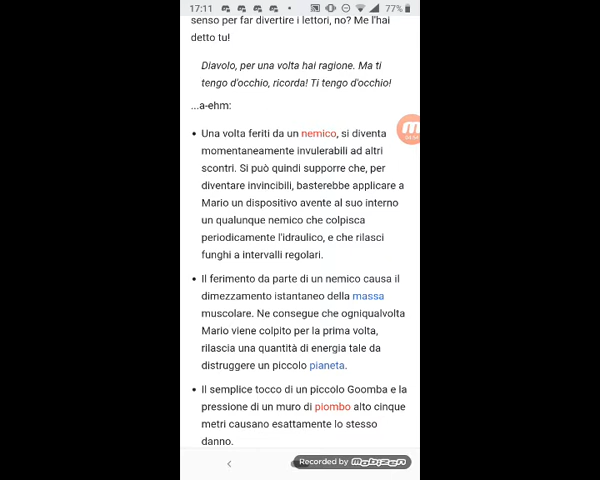 17:11
77%
senso per far divertire i lettori, no? Me l'hai
detto tu!
Diavolo, per una volta hai ragione. Ma ti
tengo d'occhio, ricorda! Ti tengo d'occhio!
...a-ehm:
• Una volta feriti da un nemico, si diventa
momentaneamente invulerabili ad altri
scontri. Si può quindi supporre che, per
diventare invincibili, basterebbe applicare a
Mario un dispositivo avente al suo interno
un qualunque nemico che colpisca
periodicamente l'idraulico, e che rilasci
funghi a intervalli regolari.
• Il ferimento da parte di un nemico causa il
dimezzamento istantaneo della massa
muscolare. Ne consegue che ogniqualvolta
Mario viene colpito per la prima volta,
rilascia una quantità di energia tale da
distruggere un piccolo pianeta.
• Il semplice tocco di un piccolo Goomba e la
pressione di un muro di piombo alto cinque
metri causano esattamente lo stesso
danno.
Recorded by mobizen